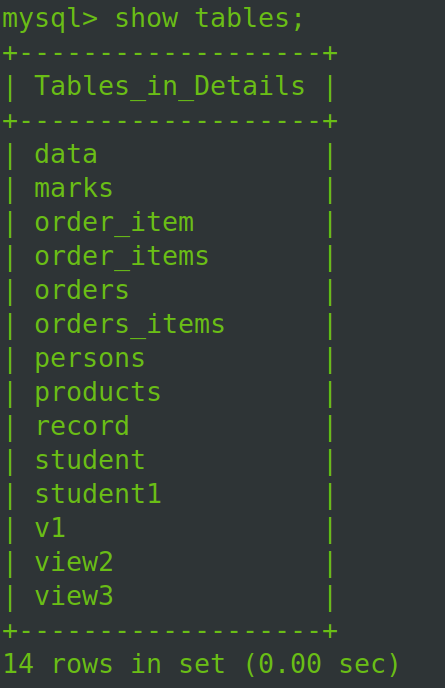 mysql> show tables;
+-------------------+
| Tables_in_Details |
+-------------------+
| data              |
| marks             |
| order_item        |
| order_items       |
| orders            |
| orders_items      |
| persons           |
| products          |
| record            |
| student           |
| student1          |
| v1                |
| view2             |
| view3             |
+-------------------+
14 rows in set (0.00 sec)